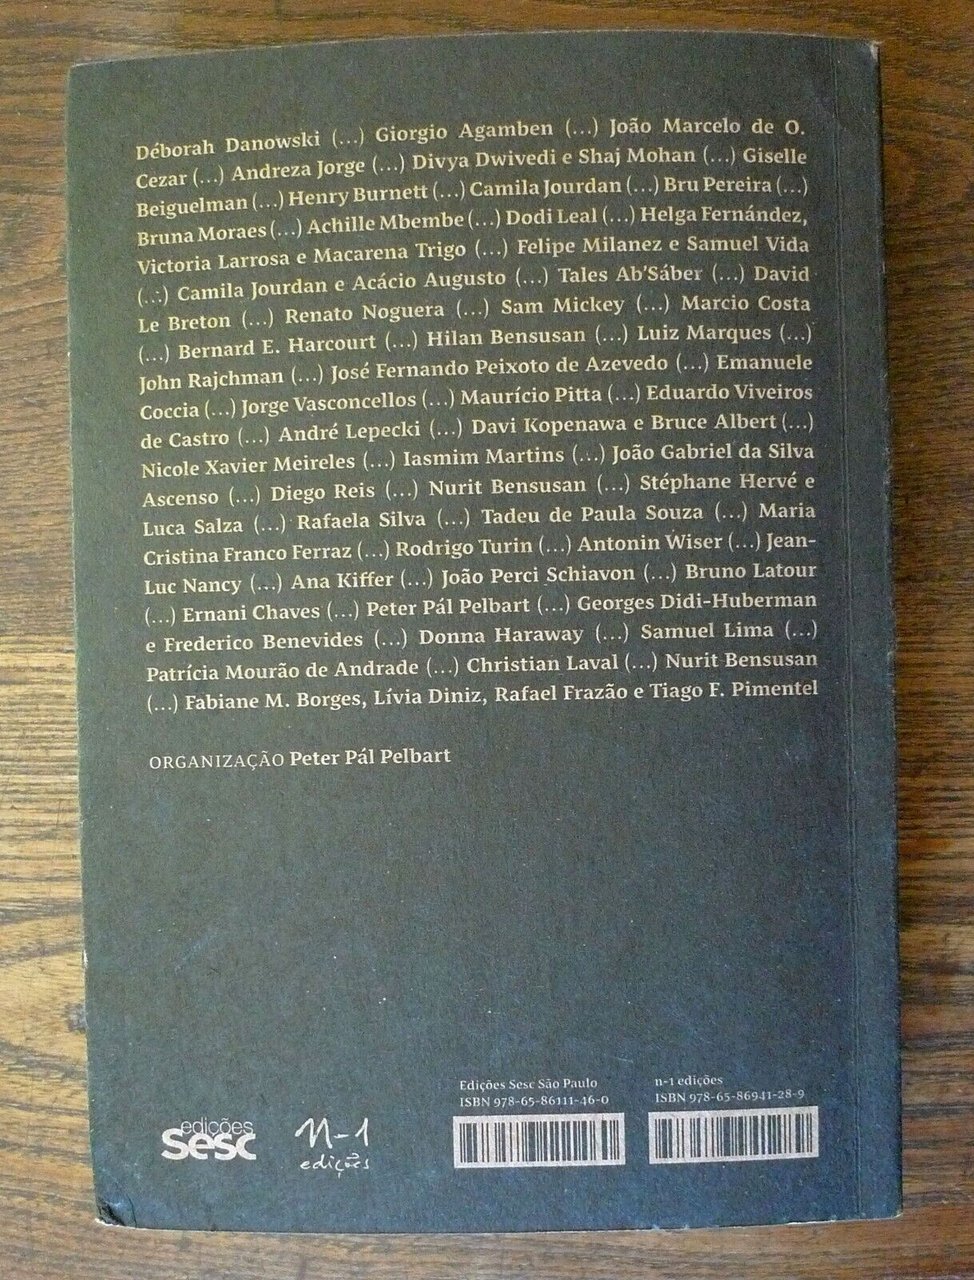 Déborah Danowski (...) Giorgio Agamben (...) João Marcelo de O.
Cezar (...) Andreza Jorge (...) Divya Dwivedi e Shaj Mohan (...) Giselle
Beiguelman (...) Henry Burnett (...) Camila Jourdan (...) Bru Pereira (...)
Bruna Moraes (...) Achille Mbembe (...) Dodi Leal (...) Helga Fernández,
Victoria Larrosa e Macarena Trigo (...) Felipe Milanez e Samuel Vida
(...) Camila Jourdan e Acácio Augusto (...) Tales Ab'Sáber (...) David
Le Breton (...) Renato Noguera (...) Sam Mickey (...) Marcio Costa
(...) Bernard E. Harcourt (...) Hilan Bensusan (...) Luiz Marques (...)
John Rajchman (...) José Fernando Peixoto de Azevedo (...) Emanuele
Coccia (...) Jorge Vasconcellos (...) Maurício Pitta (...) Eduardo Viveiros
de Castro (...) André Lepecki (...) Davi Kopenawa e Bruce Albert (...)
Nicole Xavier Meireles (...) Iasmim Martins (...) João Gabriel da Silva
Ascenso (...) Diego Reis (...) Nurit Bensusan (...) Stéphane Hervé e
Luca Salza (...) Rafaela Silva (...) Tadeu de Paula Souza (...) Maria
Cristina Franco Ferraz (...) Rodrigo Turin (...) Antonin Wiser (...) Jean-
Luc Nancy (...) Ana Kiffer (...) João Perci Schiavon (...) Bruno Latour
(...) Ernani Chaves (...) Peter Pál Pelbart (...) Georges Didi-Huberman
e Frederico Benevides (...) Donna Haraway (...) Samuel Lima (...)
Patrícia Mourão de Andrade (...) Christian Laval (...) Nurit Bensusan
(...) Fabiane M. Borges, Lívia Diniz, Rafael Frazão e Tiago F. Pimentel
ORGANIZAÇÃO Peter Pál Pelbart
edições
Sesc
n-1
edições
Edições Sesc São Paulo
ISBN 978-65-86111-46-0
n-1 edições
ISBN 978-65-86941-28-9